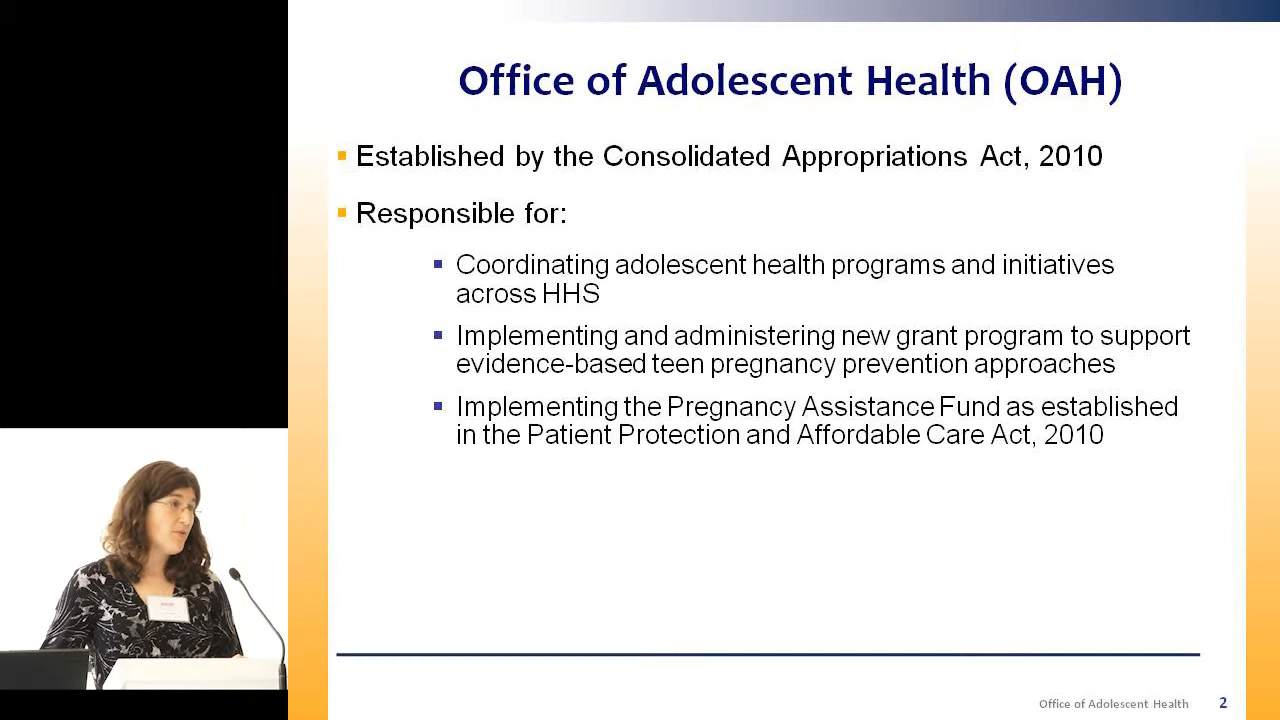 Office of Adolescent Health (OAH)
Established by the Consolidated Appropriations Act, 2010
Responsible for:
Coordinating adolescent health programs and initiatives
across HHS
Implementing and administering new grant program to support
evidence-based teen pregnancy prevention approaches
Implementing the Pregnancy Assistance Fund as established
in the Patient Protection and Affordable Care Act, 2010
Office of Adolescent Health 2